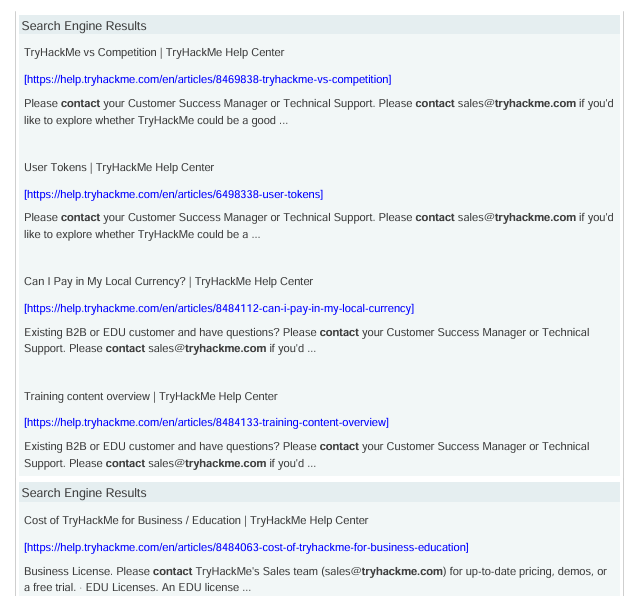 Search Engine Results
TryHackMe vs Competition | TryHackMe Help Center
[https://help.tryhackme.com/en/articles/8469838-tryhackme-vs-competition]
Please contact your Customer Success Manager or Technical Support. Please contact sales@tryhackme.com if you'd
like to explore whether TryHackMe could be a good ...
User Tokens | TryHackMe Help Center
[https://help.tryhackme.com/en/articles/6498338-user-tokens]
Please contact your Customer Success Manager or Technical Support. Please contact sales@tryhackme.com if you'd
like to explore whether TryHackMe could be a ...
Can I Pay in My Local Currency? | TryHackMe Help Center
[https://help.tryhackme.com/en/articles/8484112-can-i-pay-in-my-local-currency]
Existing B2B or EDU customer and have questions? Please contact your Customer Success Manager or Technical
Support. Please contact sales@tryhackme.com if you'd ...
Training content overview | TryHackMe Help Center
[https://help.tryhackme.com/en/articles/8484133-training-content-overview]
Existing B2B or EDU customer and have questions? Please contact your Customer Success Manager or Technical
Support. Please contact sales@tryhackme.com if you'd ...
Search Engine Results
Cost of TryHackMe for Business / Education | TryHackMe Help Center
[https://help.tryhackme.com/en/articles/8484063-cost-of-tryhackme-for-business-education]
Business License. Please contact TryHackMe's Sales team (sales@tryhackme.com) for up-to-date pricing, demos, or
a free trial. · EDU Licenses. An EDU license ...